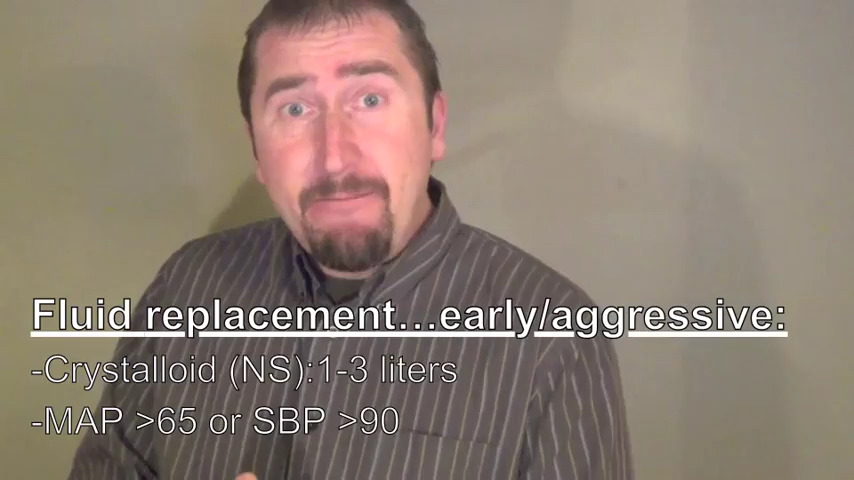 Fluid replacement...early/aggressive:
-Crystalloid (NS):1-3 liters
-MAP >65 or SBP >90